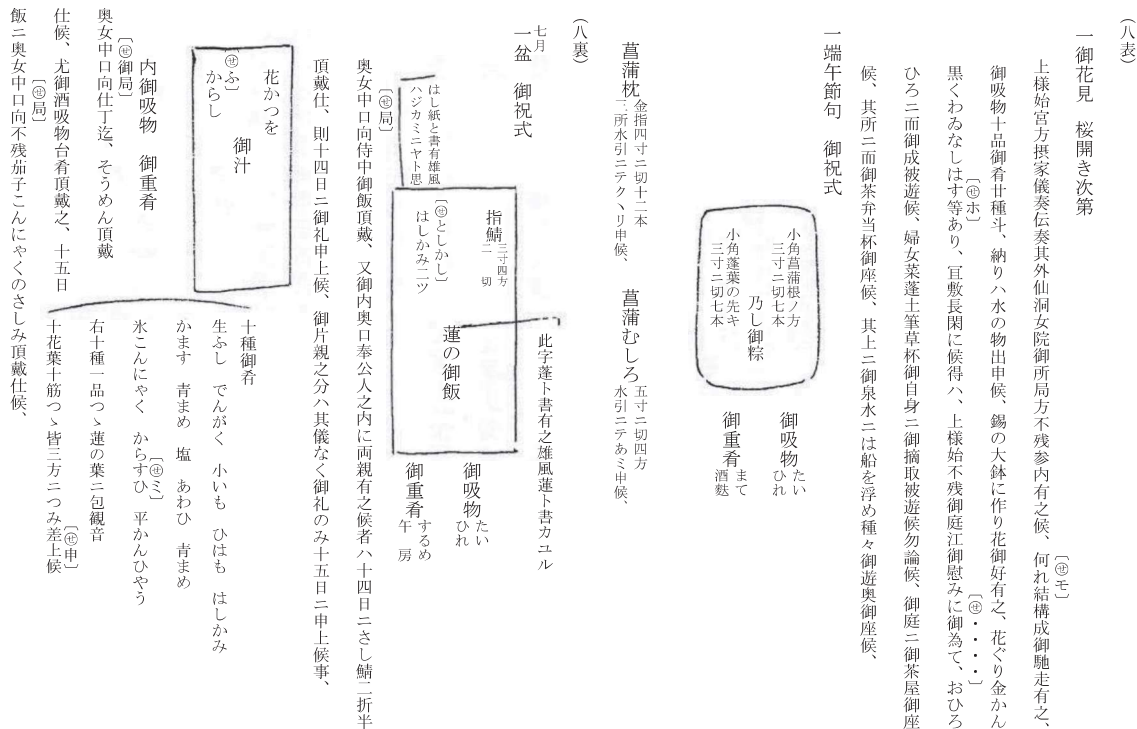 （八表）
一御花見　桜開き次第
上様始宮方摂家儀奏伝奏其外仙洞女院御所局方不残参内有之候、何れ結構成御馳走有之、
〔㋝モ〕
御吸物十品御肴廿種斗、納りハ水の物出申候、錫の大鉢に作り花御好有之、花ぐり金かん
〔㋝ホ〕
〔㋝・・・・〕
黒くわゐなしはす等あり、亙敷長閑に候得ハ、上様始不残御庭江御慰みに御為て、おひろ
ひろニ而御成被遊候、婦女菜蓬土筆草杯御自身ニ御摘取被遊候勿論候、御庭ニ御茶屋御座
候、其所ニ而御茶弁当杯御座候、其上ニ御泉水ニは船を浮め種々御遊奥御座候、
一端午節句　御祝式
小角菖蒲根ノ方
三寸ニ切七本
乃し御粽
小角蓬葉の先キ
三寸ニ切七本
御吸物 たい ひれ
御重肴 まて 酒麩
菖蒲枕 金指四寸ニ切十二本 三所水引ニテクヽリ申候、
菖蒲むしろ 五寸ニ切四方 水引ニテあミ申候、
（八裏）
七月
一盆　御祝式
はし紙と書有雄風
ハジカミニヤト思
指鯖 三寸四方 二切
〔㋝としかし〕
はしかみ二ツ
蓮の御飯
此字蓬ト書有之雄風蓮ト書カユル
御吸物 たい ひれ
御重肴 するめ 午房
〔㋝局〕
奥女中口向侍中御飯頂戴、又御内奥口奉公人之内に両親有之候者ハ十四日ニさし鯖二折半
頂戴仕、則十四日ニ御礼申上候、御片親之分ハ其儀なく御礼のみ十五日ニ申上候事、
花かつを
御汁
〔㋝ふ〕
からし
内御吸物　御重肴
〔㋝御局〕
奥女中口向仕丁迄、そうめん頂戴
仕候、尤御酒吸物台肴頂戴之、十五日
〔㋝局〕
飯ニ奥女中口向不残茄子こんにゃくのさしみ頂戴仕候、
十種御肴
生ふし　でんがく　小いも　ひはも　はしかみ
かます　青まめ　塩　あわひ　青まめ
氷こんにゃく　からすひ　平かんひやう
〔㋝ミ〕
右十種一品つゝ蓮の葉ニ包観音
十花葉十筋つゝ皆三方ニつみ差上候
〔㋝申〕